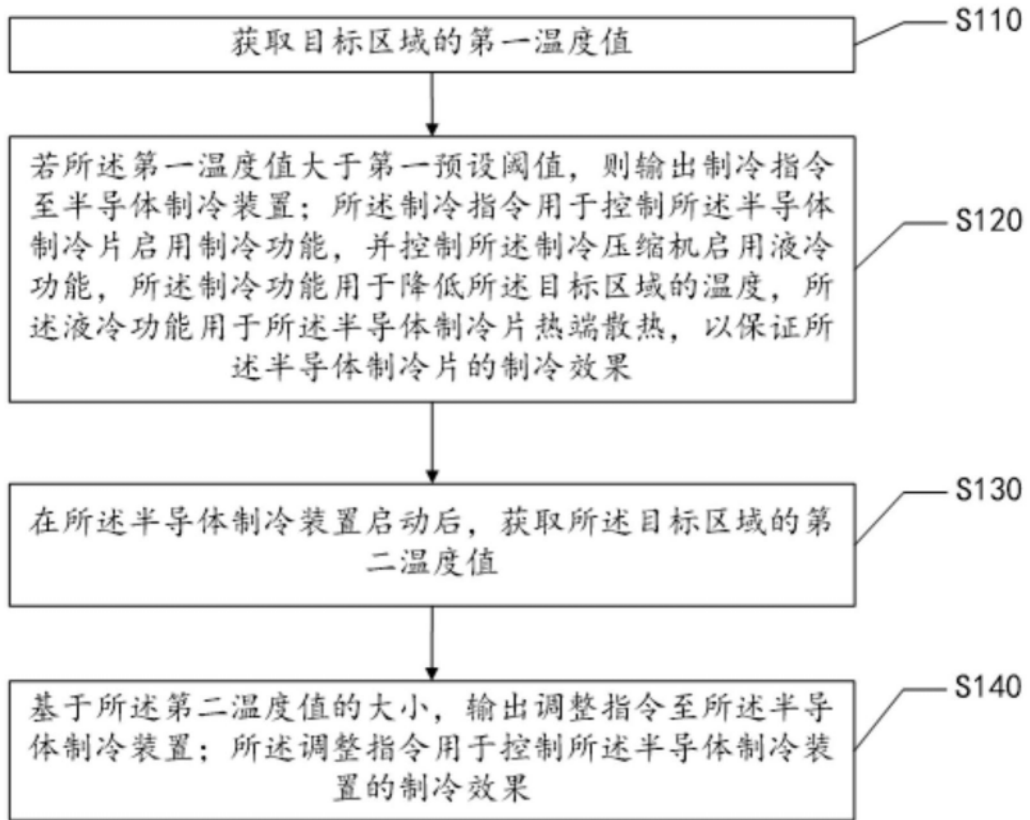 获取目标区域的第一温度值
S110
若所述第一温度值大于第一预设阈值，则输出制冷指令
至半导体制冷装置；所述制冷指令用于控制所述半导体
制冷片启用制冷功能，并控制所述制冷压缩机启用液冷
功能，所述制冷功能用于降低所述目标区域的温度，所
述液冷功能用于所述半导体制冷片热端散热，以保证所
述半导体制冷片的制冷效果
S120
在所述半导体制冷装置启动后，获取所述目标区域的第
二温度值
S130
基于所述第二温度值的大小，输出调整指令至所述半导
体制冷装置；所述调整指令用于控制所述半导体制冷装
置的制冷效果
S140